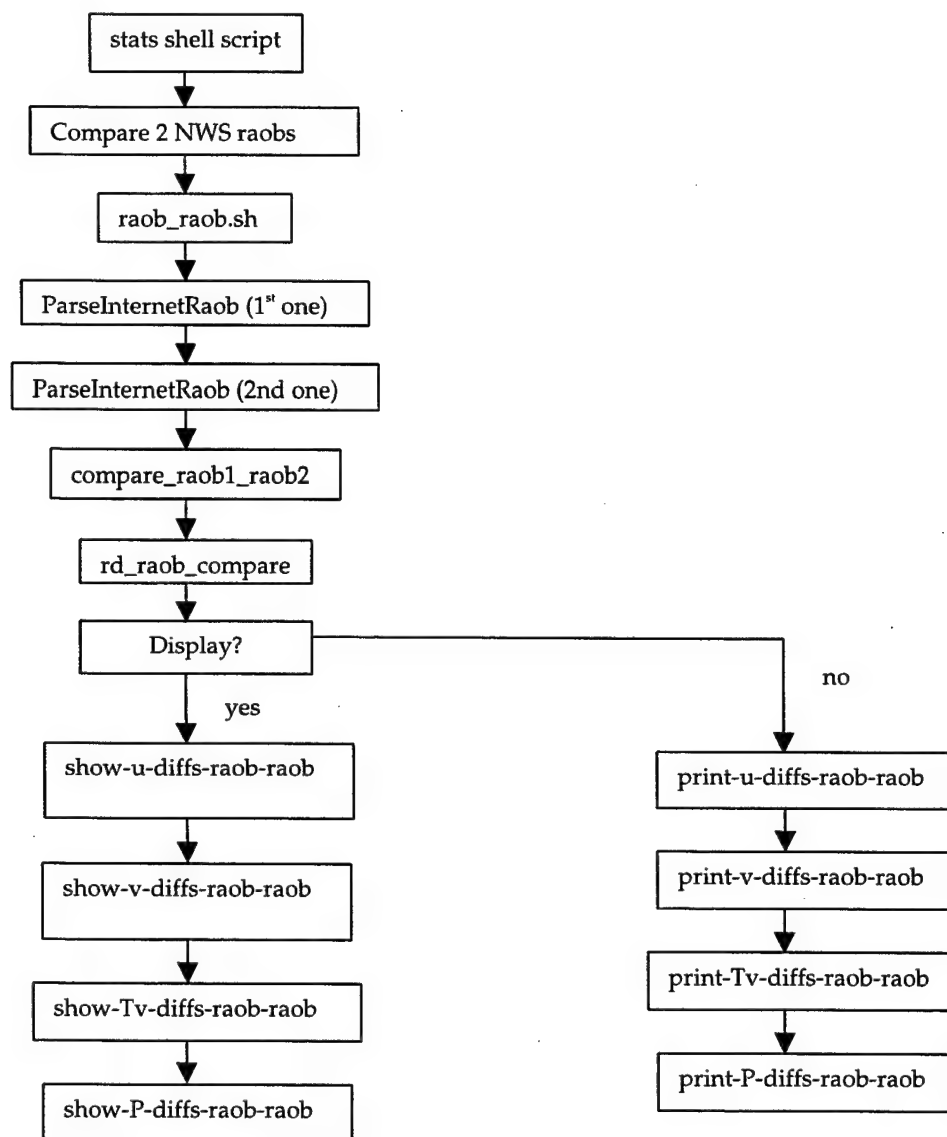 stats shell script
Compare 2 NWS raobs
raob_raob.sh
ParseInternetRaob (1st one)
ParseInternetRaob (2nd one)
compare_raob1_raob2
rd_raob_compare
Display?
no
yes
show-u-diffs-raob-raob
print-u-diffs-raob-raob
show-v-diffs-raob-raob
print-v-diffs-raob-raob
show-Tv-diffs-raob-raob
print-Tv-diffs-raob-raob
show-P-diffs-raob-raob
print-P-diffs-raob-raob